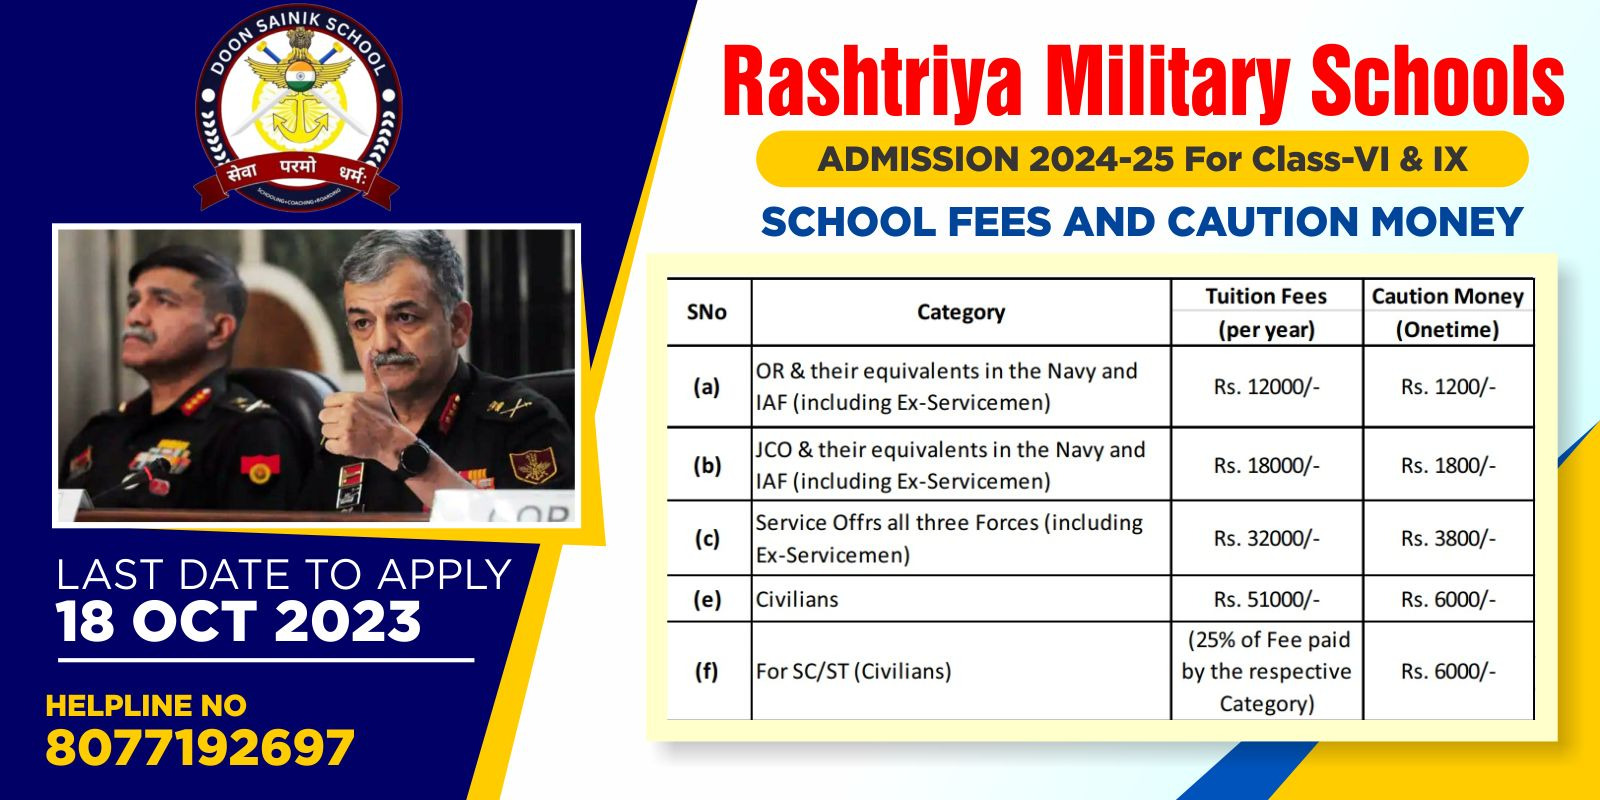 DOON SAINIK SCHOOL
सेवा परमो धर्म:
SCHOOLING+COACHING+BOARDING
LAST DATE TO APPLY
18 OCT 2023
HELPLINE NO
8077192697
Rashtriya Military Schools
ADMISSION 2024-25 For Class-VI & IX
SCHOOL FEES AND CAUTION MONEY
SNo Category Tuition Fees (per year) Caution Money (Onetime)
(a) OR & their equivalents in the Navy and IAF (including Ex-Servicemen) Rs. 12000/- Rs. 1200/-
(b) JCO & their equivalents in the Navy and IAF (including Ex-Servicemen) Rs. 18000/- Rs. 1800/-
(c) Service Offrs all three Forces (including Ex-Servicemen) Rs. 32000/- Rs. 3800/-
(e) Civilians Rs. 51000/- Rs. 6000/-
(f) For SC/ST (Civilians) (25% of Fee paid by the respective Category) Rs. 6000/-